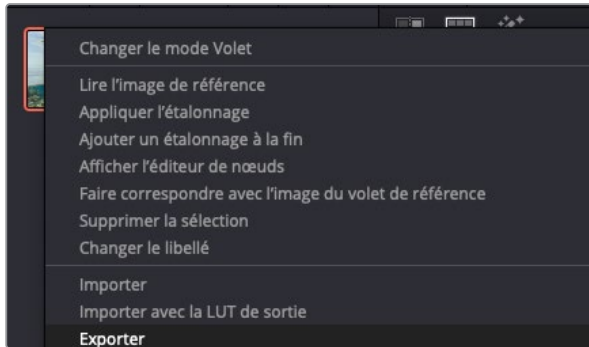 Changer le mode Volet
Lire l'image de référence
Appliquer l'étalonnage
Ajouter un étalonnage à la fin
Afficher l'éditeur de nœuds
Faire correspondre avec l'image du volet de référence
Supprimer la sélection
Changer le libellé
Importer
Importer avec la LUT de sortie
Exporter